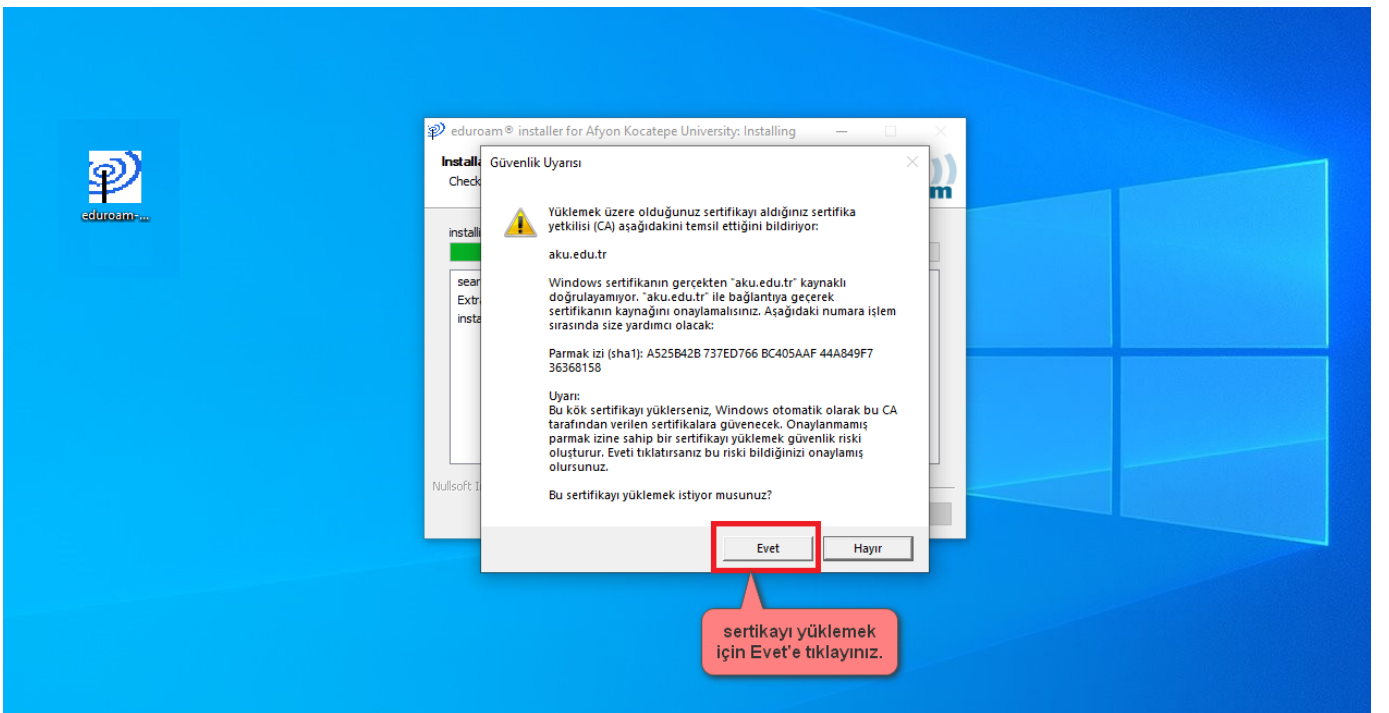 eduroam-...
eduroam® installer for Afyon Kocatepe University: Installing
Güvenlik Uyarısı
Yüklemek üzere olduğunuz sertifikayı aldığınız sertifika
yetkilisi (CA) aşağıdakini temsil ettiğini bildiriyor:
aku.edu.tr
Windows sertifikanın gerçekten "aku.edu.tr" kaynaklı
doğrulayamıyor. "aku.edu.tr" ile bağlantıya geçerek
sertifikanın kaynağını onaylamalısınız. Aşağıdaki numara işlem
sırasında size yardımcı olacak:
Parmak izi (sha1): A525B42B 737ED766 BC405AAF 44A849F7
36368158
Uyarı:
Bu kök sertifikayı yüklerseniz, Windows otomatik olarak bu CA
tarafından verilen sertifikalara güvenecek. Onaylanmamış
parmak izine sahip bir sertifikayı yüklemek güvenlik riski
oluşturur. Eveti tıklatırsanız bu riski bildiğinizi onaylamış
olursunuz.
Bu sertifikayı yüklemek istiyor musunuz?
Evet
Hayır
Check
Nullsoft
sertikayı yüklemek
için Evet'e tıklayınız.